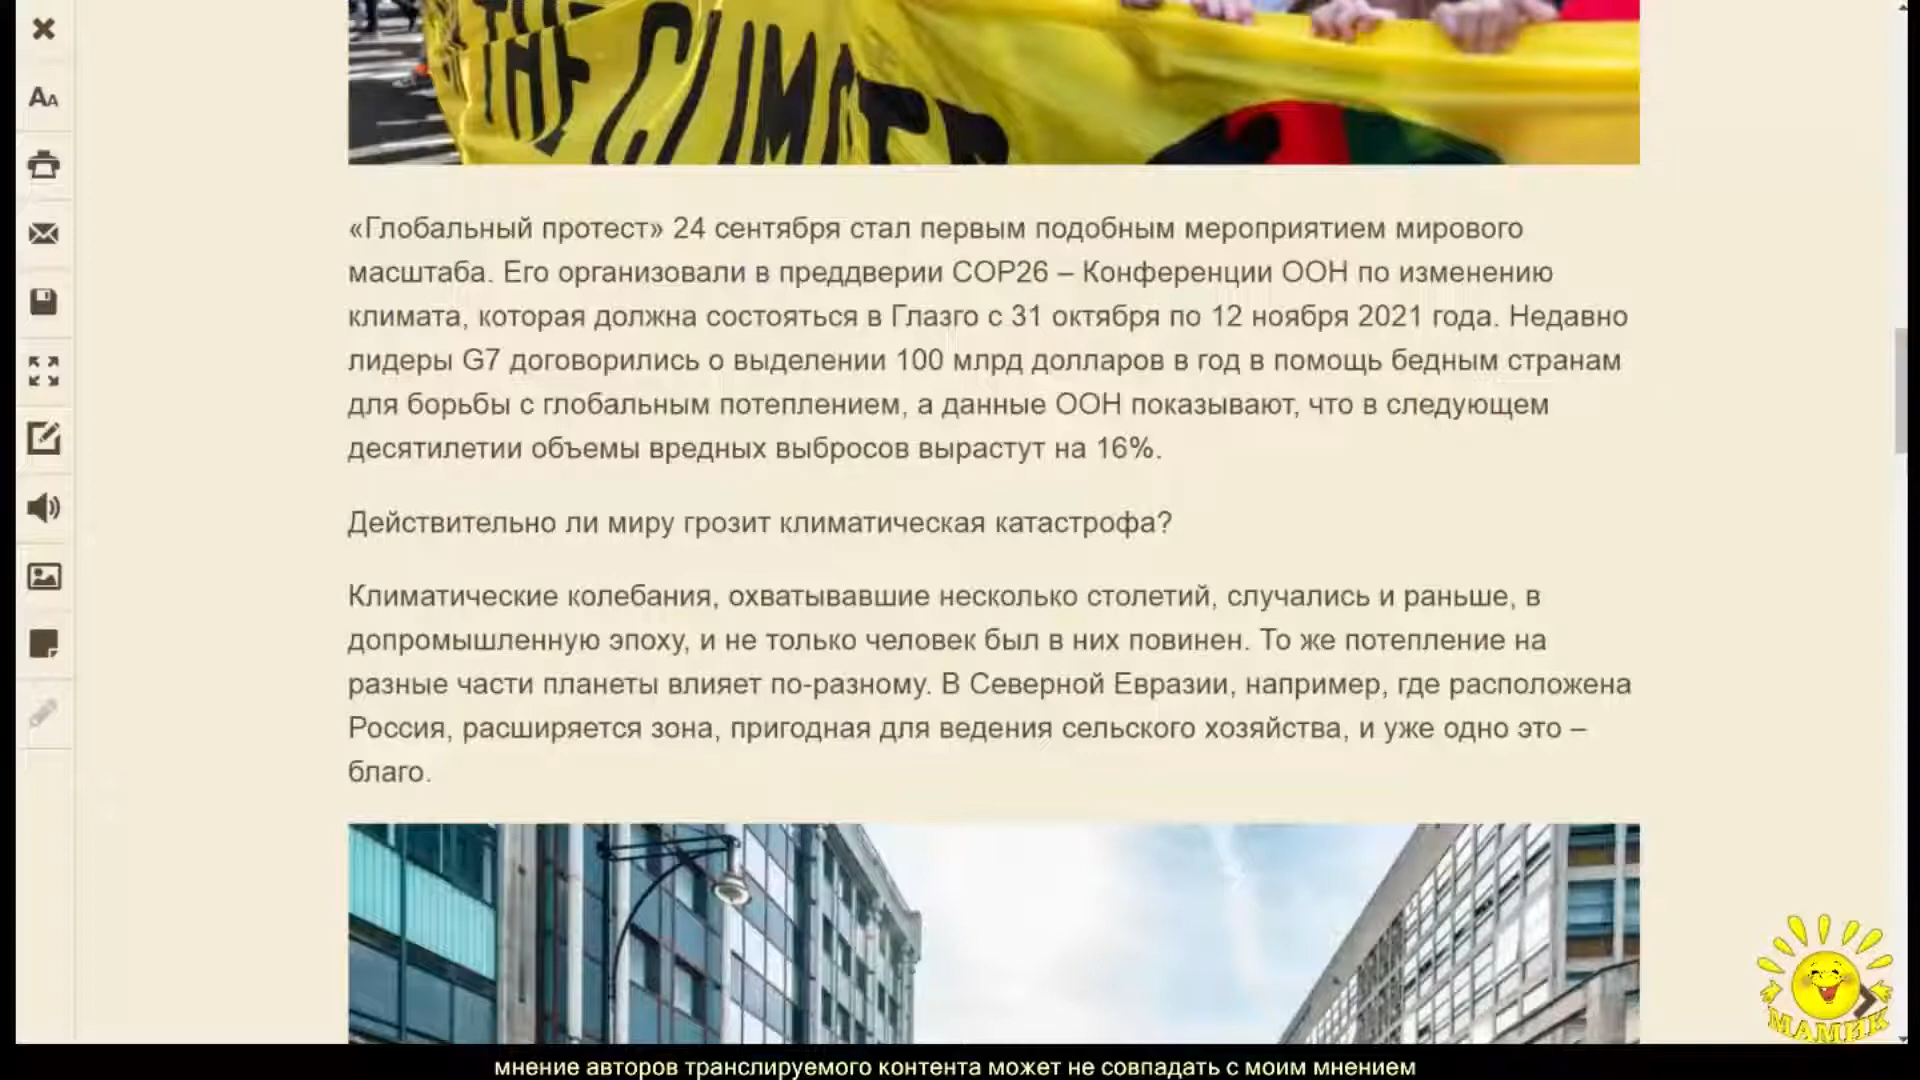 THE CLIMATE
«Глобальный протест» 24 сентября стал первым подобным мероприятием мирового
масштаба. Его организовали в преддверии COP26 – Конференции ООН по изменению
климата, которая должна состояться в Глазго с 31 октября по 12 ноября 2021 года. Недавно
лидеры G7 договорились о выделении 100 млрд долларов в год в помощь бедным странам
для борьбы с глобальным потеплением, а данные ООН показывают, что в следующем
десятилетии объемы вредных выбросов вырастут на 16%.
Действительно ли миру грозит климатическая катастрофа?
Климатические колебания, охватывавшие несколько столетий, случались и раньше, в
допромышленную эпоху, и не только человек был в них повинен. То же потепление на
разные части планеты влияет по-разному. В Северной Евразии, например, где расположена
Россия, расширяется зона, пригодная для ведения сельского хозяйства, и уже одно это –
благо.
МАМИК
мнение авторов транслируемого контента может не совпадать с моим мнением